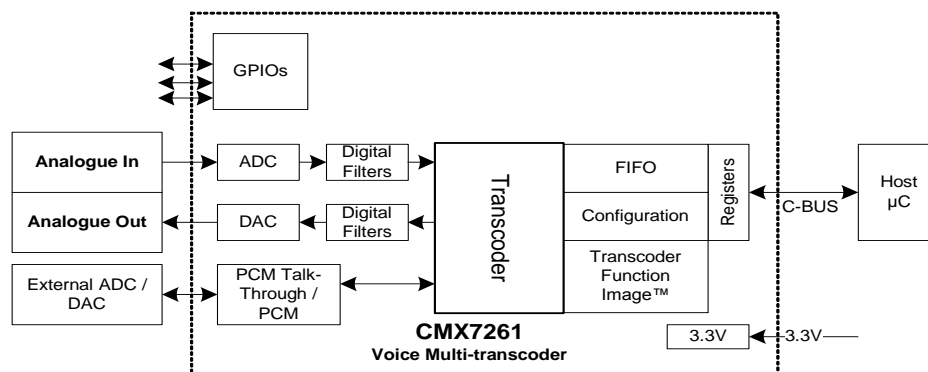 GPIOs
Analogue In
ADC
Digital
Filters
Transcoder
FIFO
Registers
C-BUS
Host
µC
Analogue Out
DAC
Digital
Filters
Configuration
External ADC /
DAC
PCM Talk-
Through /
PCM
Transcoder
Function
Image™
CMX7261
Voice Multi-transcoder
3.3V
3.3V